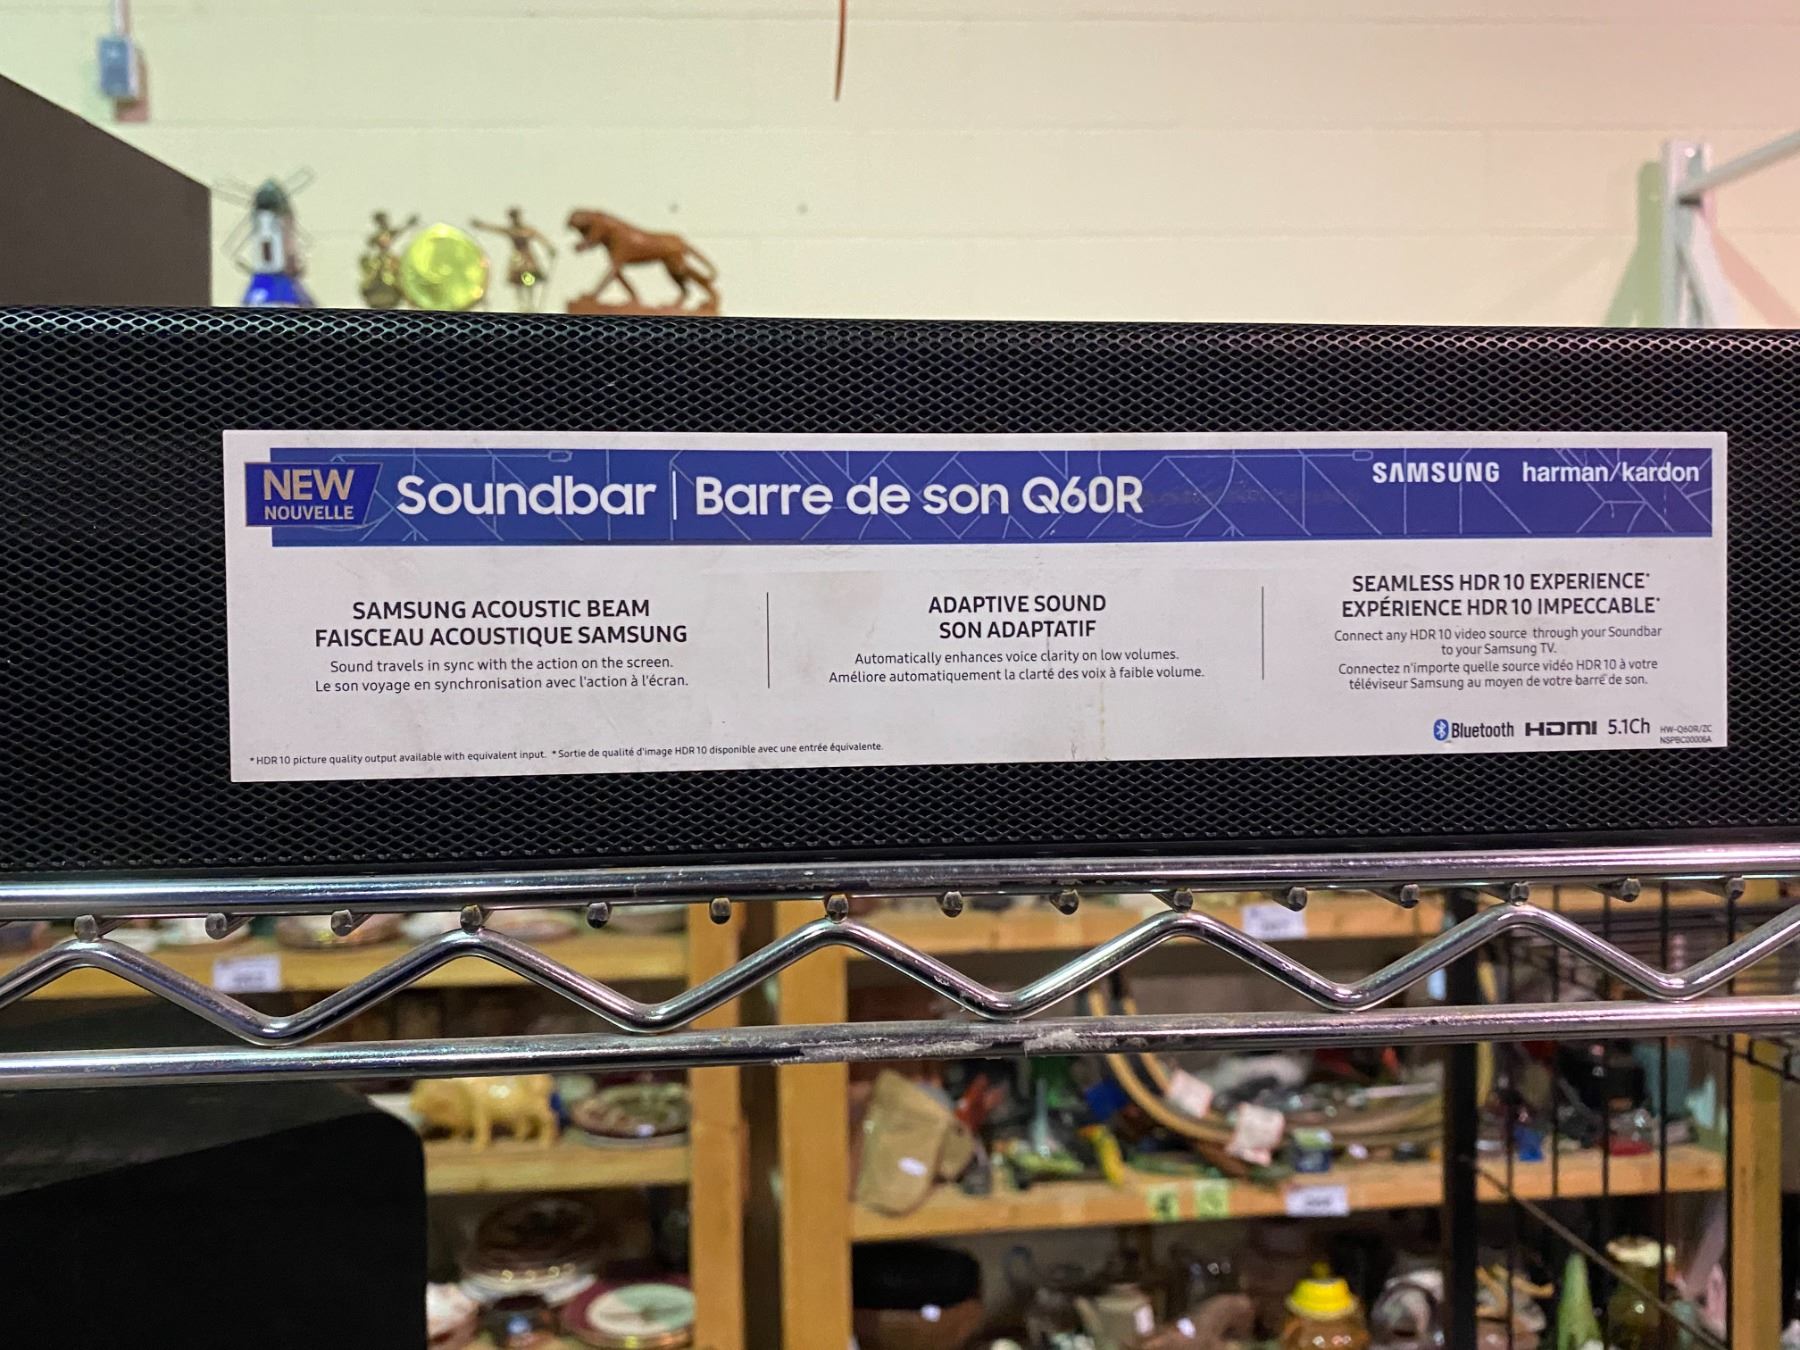 NEW
NOUVELLE
Soundbar | Barre de son Q60R
SAMSUNG harman/kardon
SAMSUNG ACOUSTIC BEAM
FAISCEAU ACOUSTIQUE SAMSUNG
Sound travels in sync with the action on the screen.
Le son voyage en synchronisation avec l'action à l'écran.
ADAPTIVE SOUND
SON ADAPTATIF
Automatically enhances voice clarity on low volumes.
Améliore automatiquement la clarté des voix à faible volume.
SEAMLESS HDR 10 EXPERIENCE*
EXPÉRIENCE HDR 10 IMPECCABLE*
Connect any HDR 10 video source through your Soundbar
to your Samsung TV.
Connectez n'importe quelle source vidéo HDR 10 à votre
téléviseur Samsung au moyen de votre barre de son.
* HDR 10 picture quality output available with equivalent input. * Sortie de qualité d'image HDR 10 disponible avec une entrée équivalente.
Bluetooth HDMI 5.1Ch
HW-Q60R/ZC
NSPBC00006A